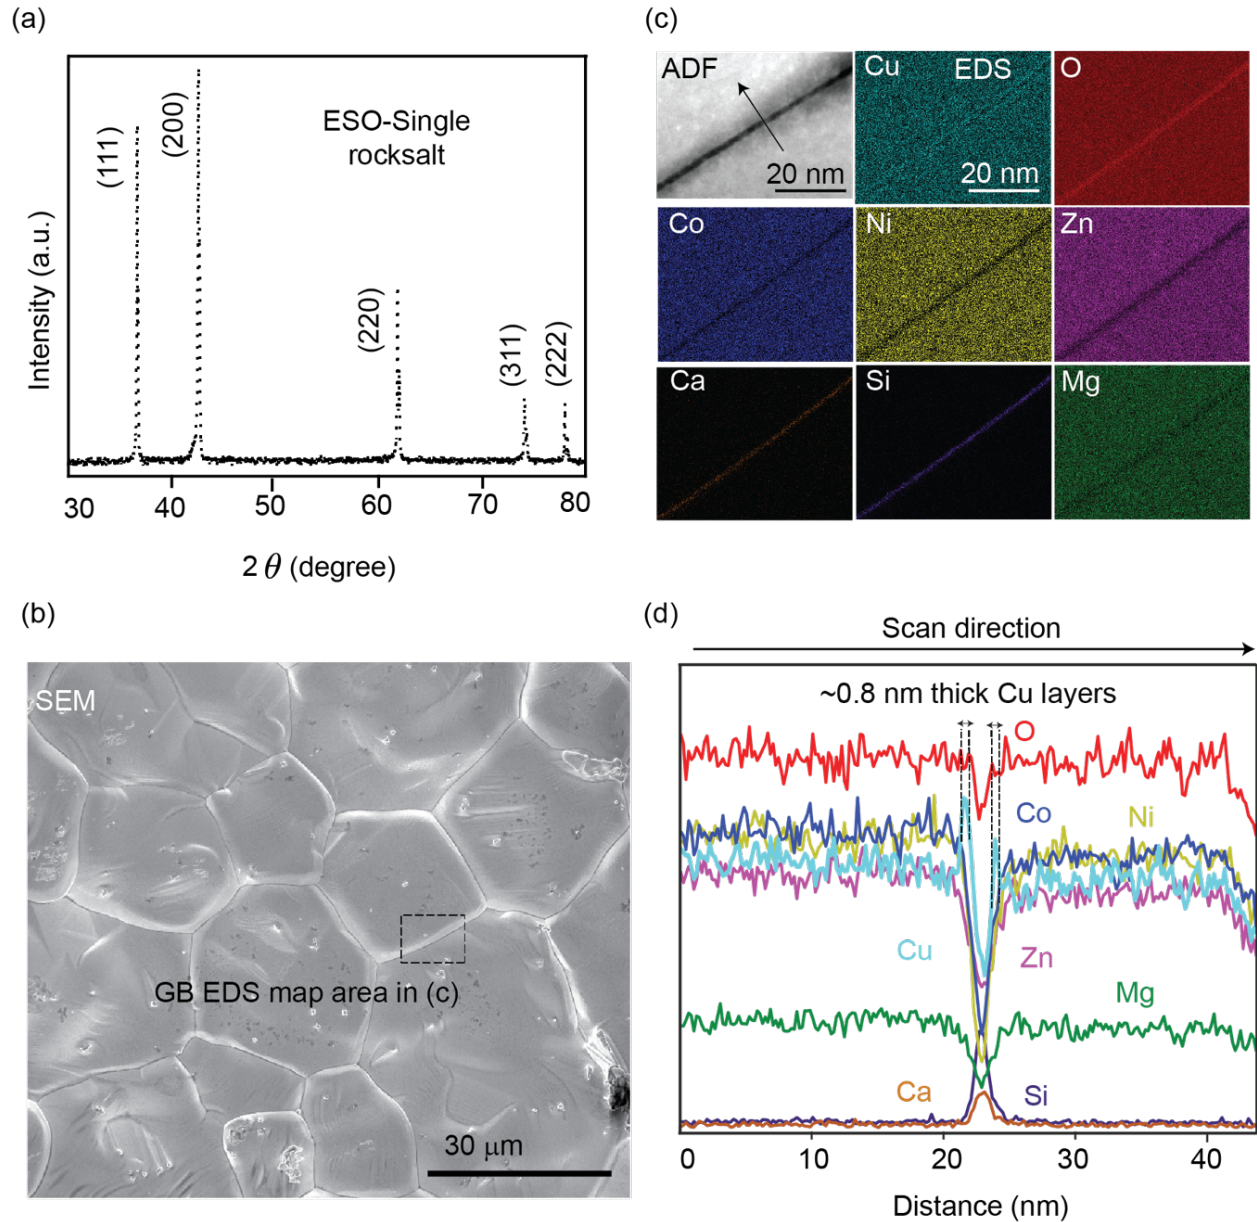 (a)
Intensity (a.u.)
(111)
(200)
(220)
(311)
(222)
ESO-Single
rocksalt
30
40
50
60
70
80
2 θ (degree)
(b)
SEM
GB EDS map area in (c)
30 μm
(c)
ADF
20 nm
Cu
EDS
20 nm
O
Co
Ni
Zn
Ca
Si
Mg
(d)
Scan direction
~0.8 nm thick Cu layers
O
Co
Ni
Cu
Zn
Mg
Ca
Si
0
10
20
30
40
Distance (nm)